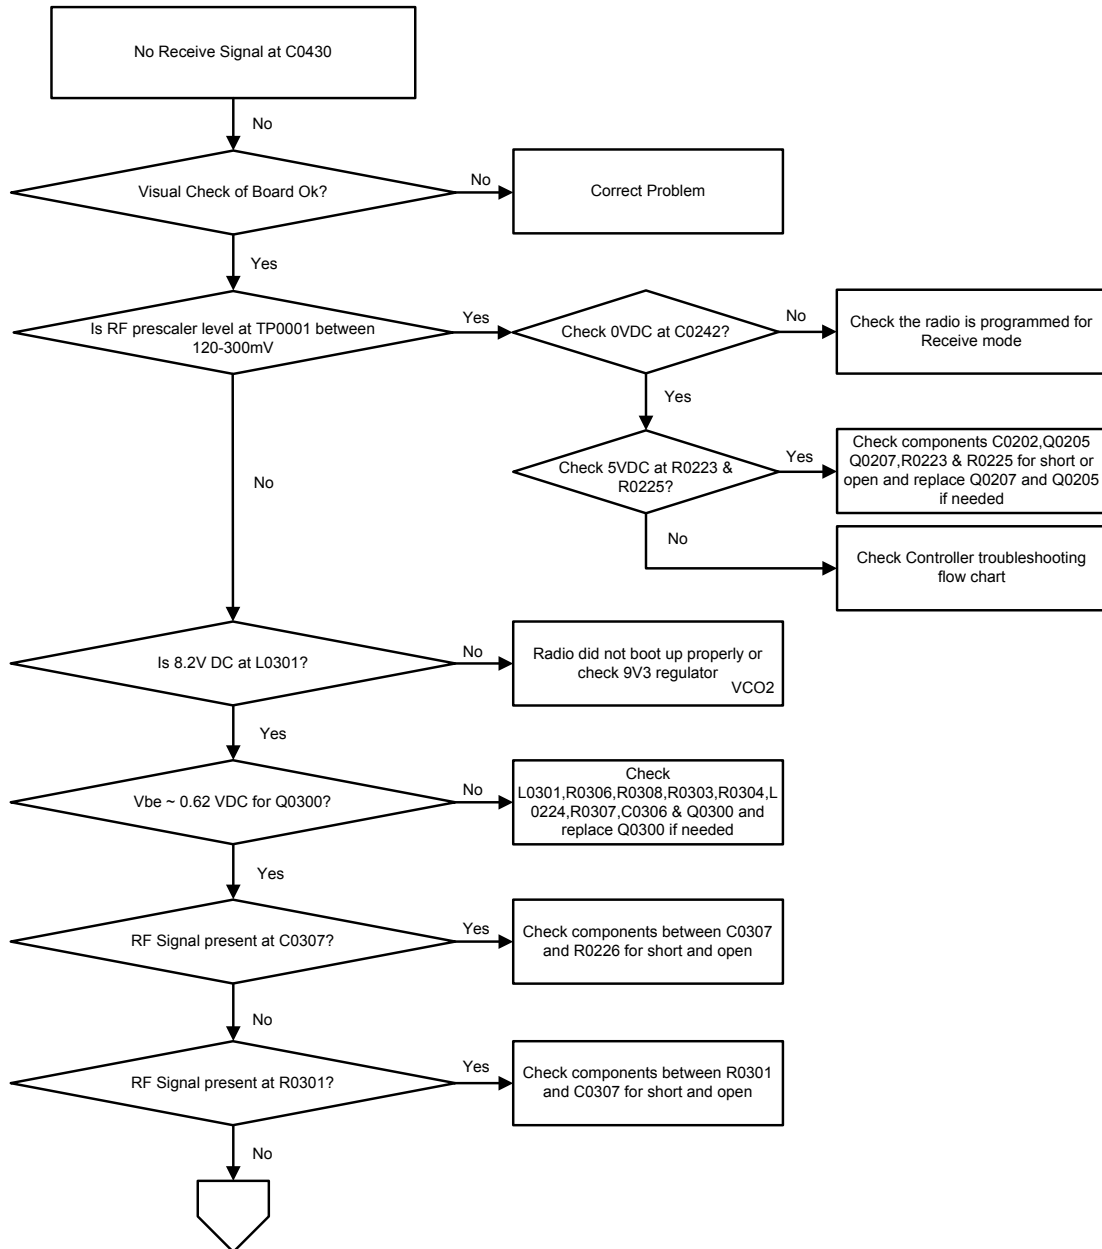 No Receive Signal at C0430
No
Visual Check of Board Ok?
No
Correct Problem
Yes
Is RF prescaler level at TP0001 between
120-300mV
Yes
Check 0VDC at C0242?
No
Check the radio is programmed for
Receive mode
Yes
Check 5VDC at R0223 &
R0225?
Yes
Check components C0202,Q0205
Q0207,R0223 & R0225 for short or
open and replace Q0207 and Q0205
if needed
No
Check Controller troubleshooting
flow chart
No
Is 8.2V DC at L0301?
No
Radio did not boot up properly or
check 9V3 regulator
VCO2
Yes
Vbe ~ 0.62 VDC for Q0300?
No
Check
L0301,R0306,R0308,R0303,R0304,L
0224,R0307,C0306 & Q0300 and
replace Q0300 if needed
Yes
RF Signal present at C0307?
Yes
Check components between C0307
and R0226 for short and open
No
RF Signal present at R0301?
Yes
Check components between R0301
and C0307 for short and open
No